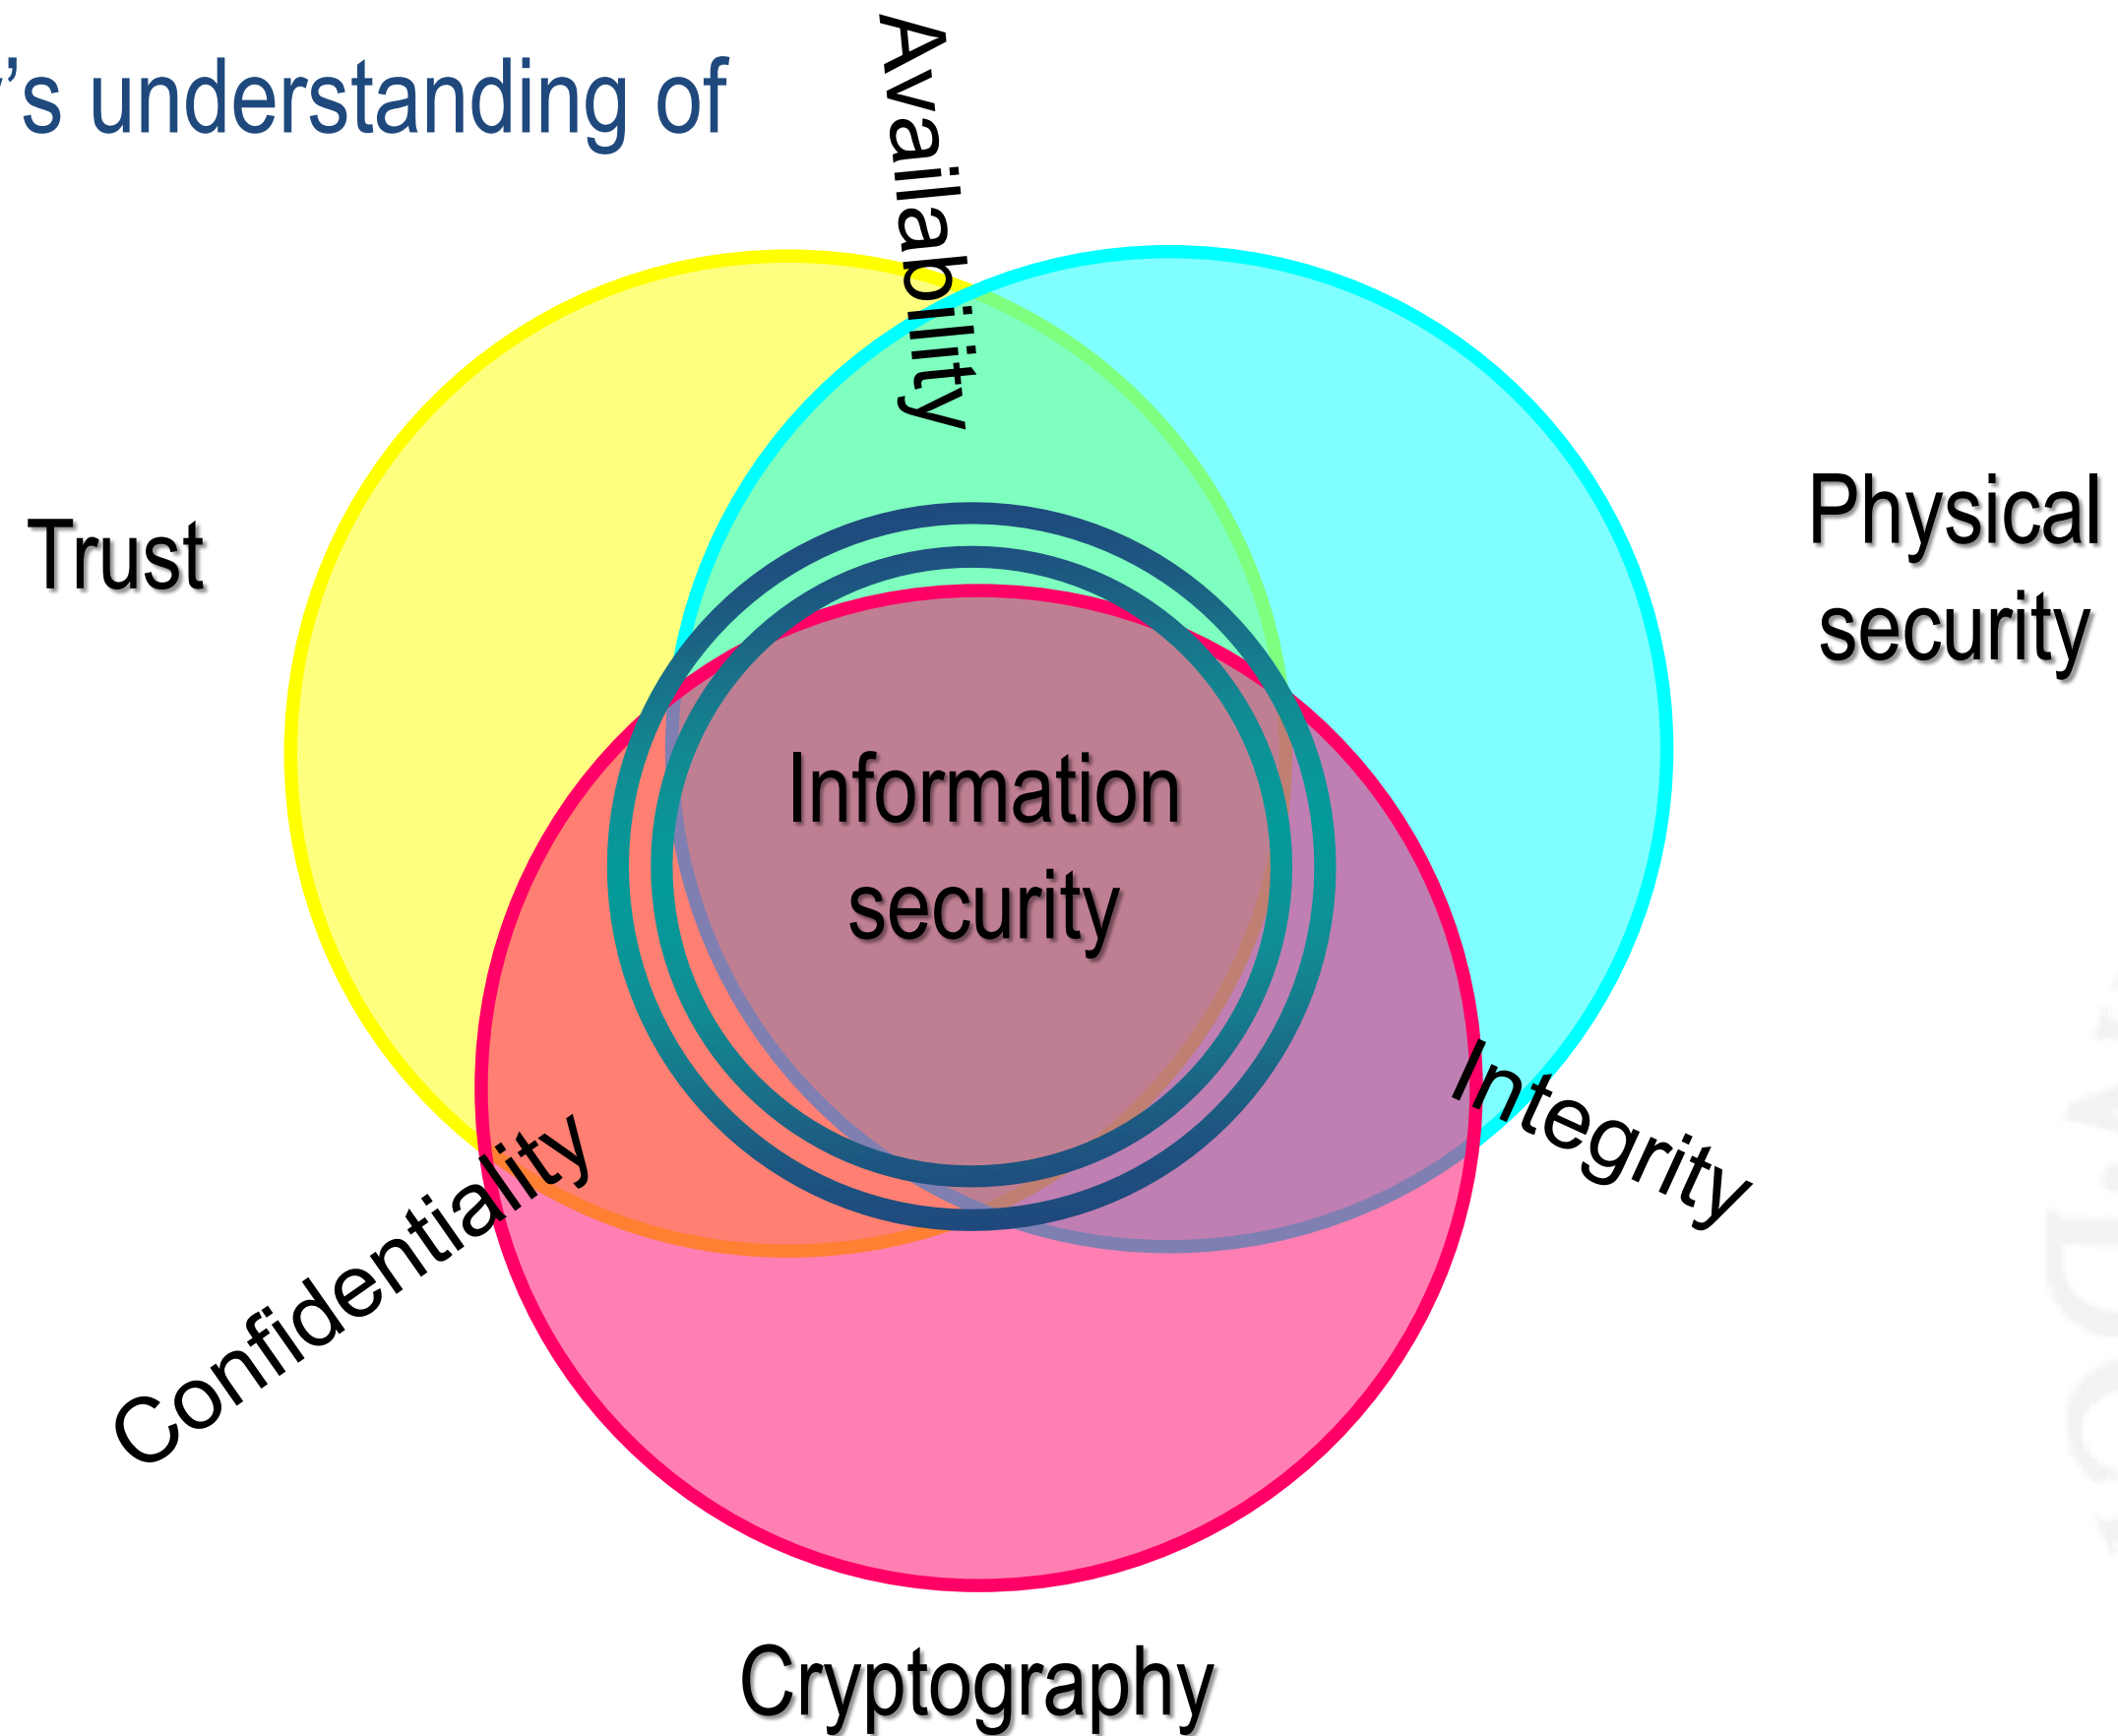 's understanding of
Availability
Trust
Physical
security
Information
security
Integrity
Confidentiality
Cryptography